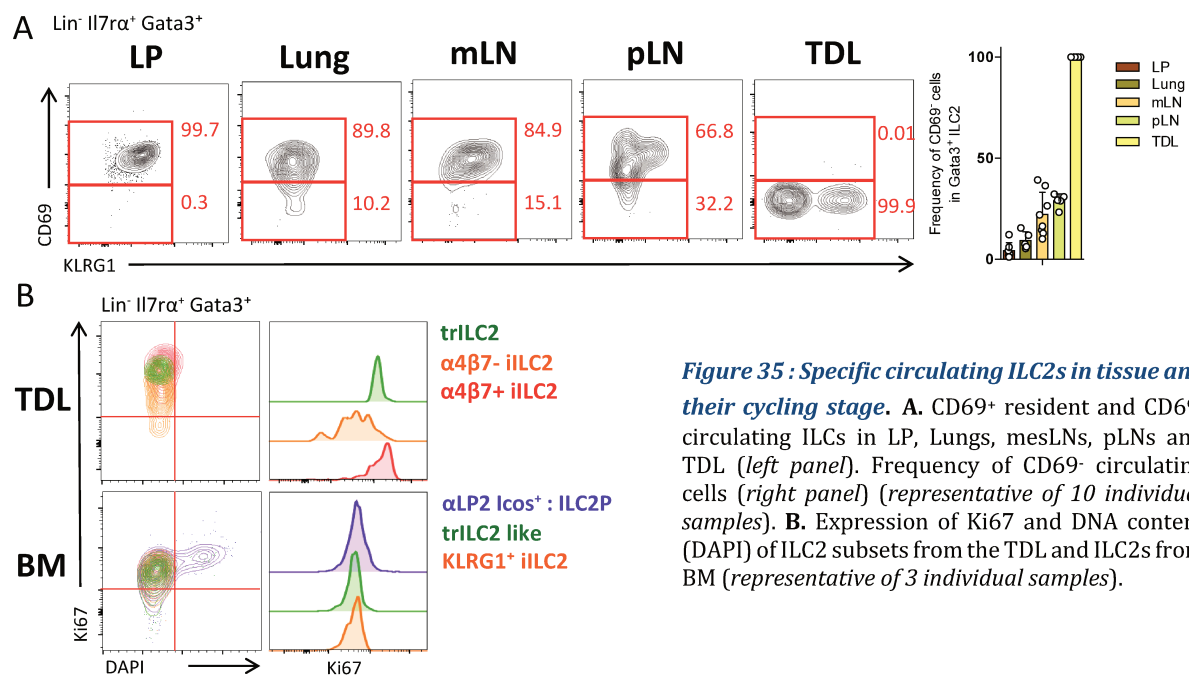 A
Lin⁻ Il7rα⁺ Gata3⁺
LP
Lung
mLN
pLN
TDL
99.7
0.3
89.8
10.2
84.9
15.1
66.8
32.2
0.01
99.9
CD69
KLRG1
Frequency of CD69⁻ cells
in Gata3⁺ ILC2
100
50
0
LP
Lung
mLN
pLN
TDL
B
Lin⁻ Il7rα⁺ Gata3⁺
TDL
trILC2
α4β7- iILC2
α4β7+ iILC2
BM
αLP2 Icos⁺ : ILC2P
trILC2 like
KLRG1⁺ iILC2
Ki67
DAPI
Ki67
Figure 35 : Specific circulating ILC2s in tissue an
their cycling stage. A. CD69⁺ resident and CD69
circulating ILCs in LP, Lungs, mesLNs, pLNs an
TDL (left panel). Frequency of CD69⁻ circulatin
cells (right panel) (representative of 10 individua
samples). B. Expression of Ki67 and DNA conten
(DAPI) of ILC2 subsets from the TDL and ILC2s from
BM (representative of 3 individual samples).